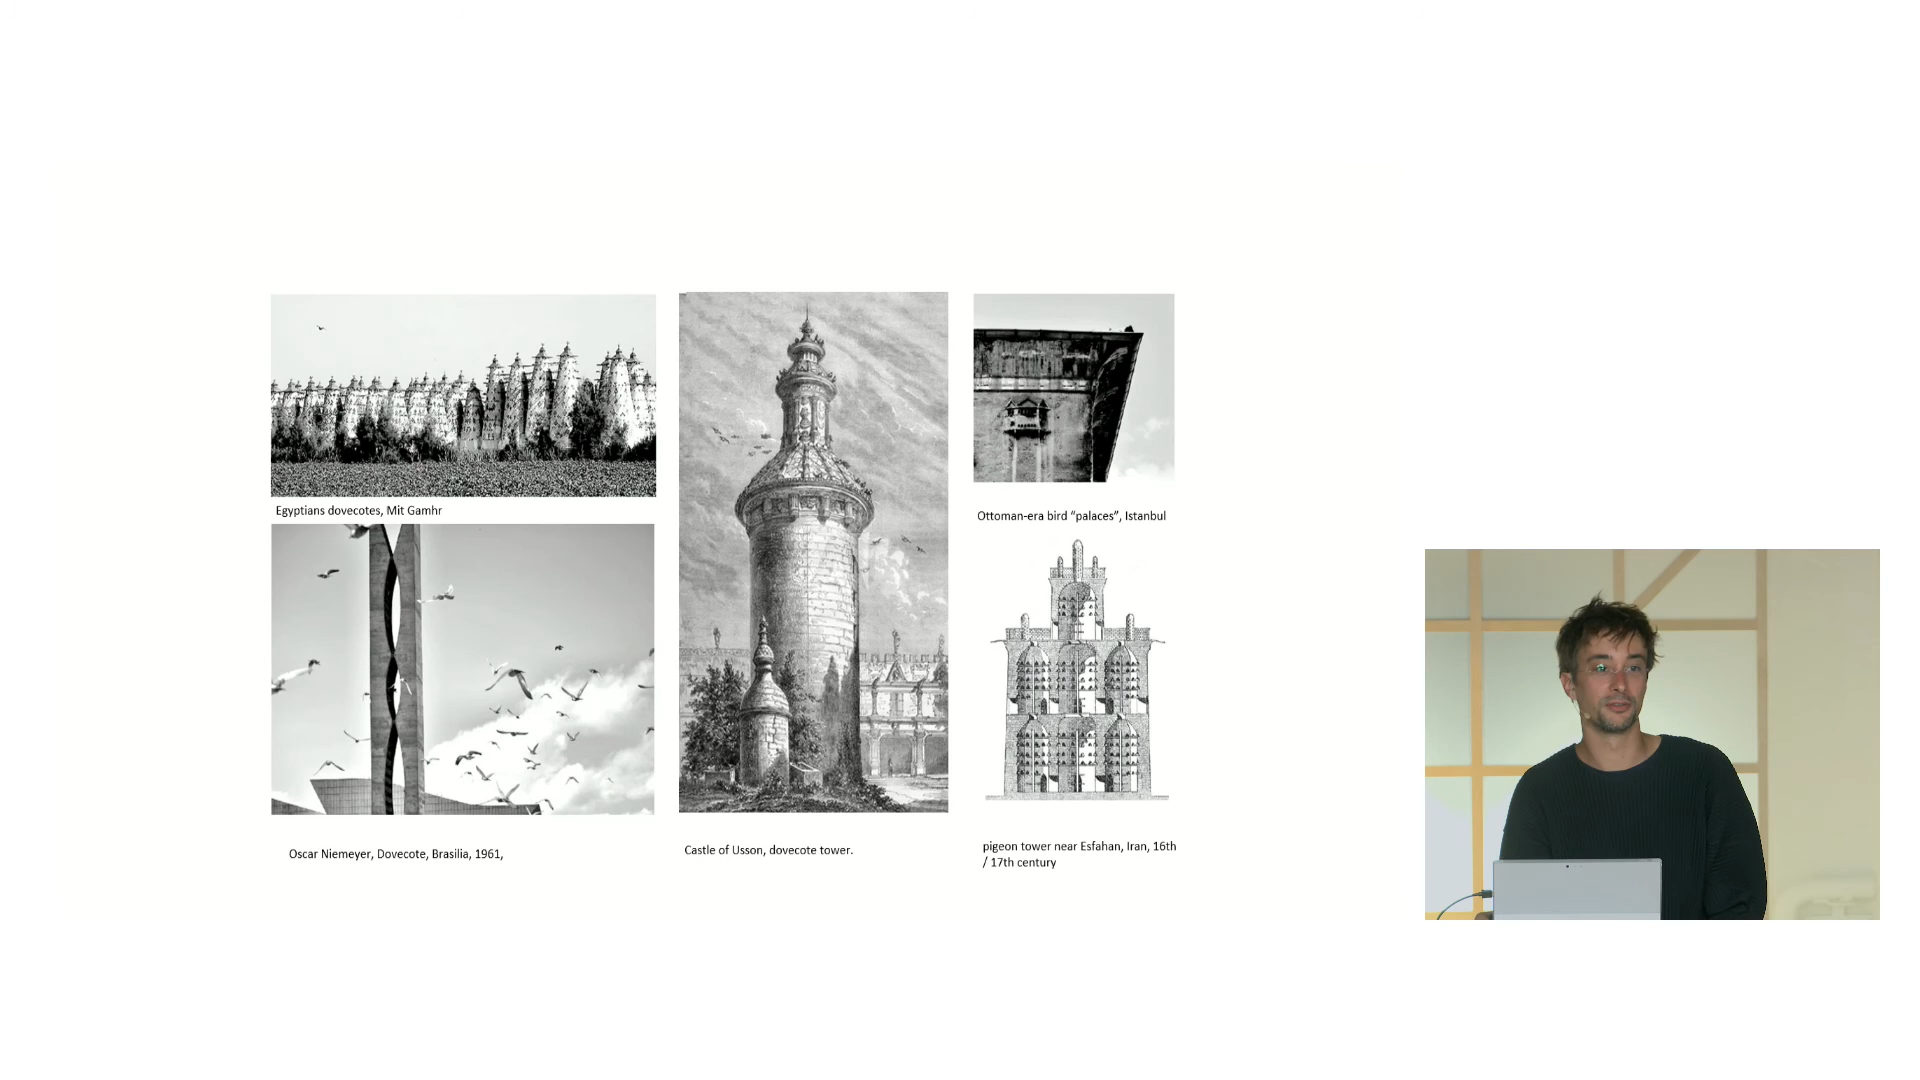 Egyptians dovecotes, Mit Gamhr
Ottoman-era bird “palaces”, Istanbul
Oscar Niemeyer, Dovecote, Brasilia, 1961,
Castle of Usson, dovecote tower.
pigeon tower near Esfahan, Iran, 16th
/ 17th century